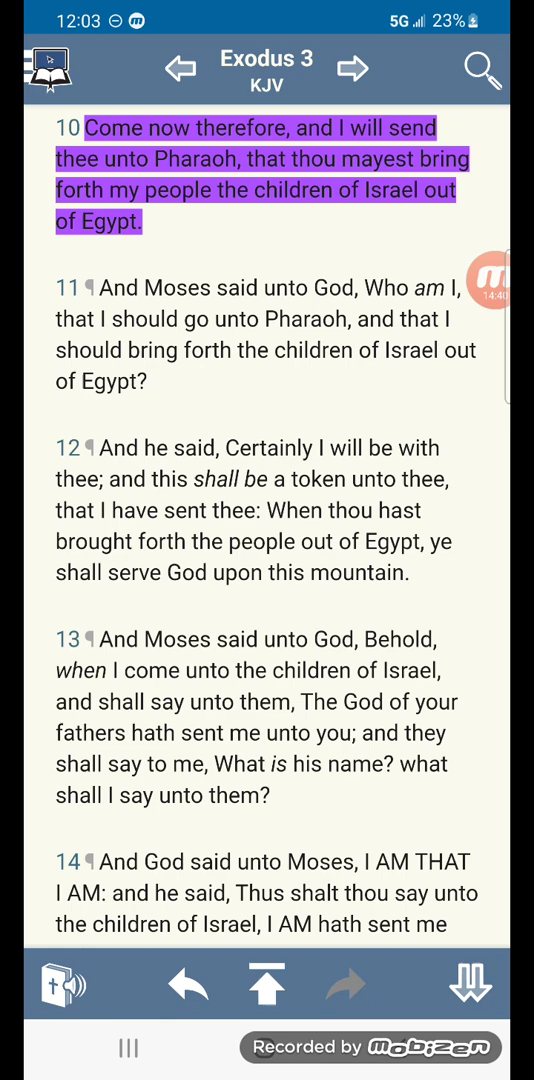 12:03
5G 23%
Exodus 3
KJV
10 Come now therefore, and I will send
thee unto Pharaoh, that thou mayest bring
forth my people the children of Israel out
of Egypt.
11 ¶ And Moses said unto God, Who am I,
that I should go unto Pharaoh, and that I
should bring forth the children of Israel out
of Egypt?
14:40
12 ¶ And he said, Certainly I will be with
thee; and this shall be a token unto thee,
that I have sent thee: When thou hast
brought forth the people out of Egypt, ye
shall serve God upon this mountain.
13 ¶ And Moses said unto God, Behold,
when I come unto the children of Israel,
and shall say unto them, The God of your
fathers hath sent me unto you; and they
shall say to me, What is his name? what
shall I say unto them?
14 ¶ And God said unto Moses, I AM THAT
I AM: and he said, Thus shalt thou say unto
the children of Israel, I AM hath sent me
Recorded by mobizen